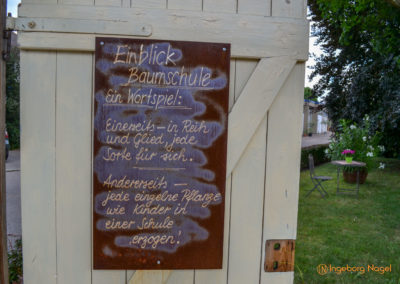 Einblick
Baumschule
Ein Wortspiel:
Einerseits – in Reih
und Glied, jede
Sorte für sich.
Andererseits –
jede einzelne Pflanze
wie Kinder in
einer Schule
erzogen!
Ingeborg Nagel